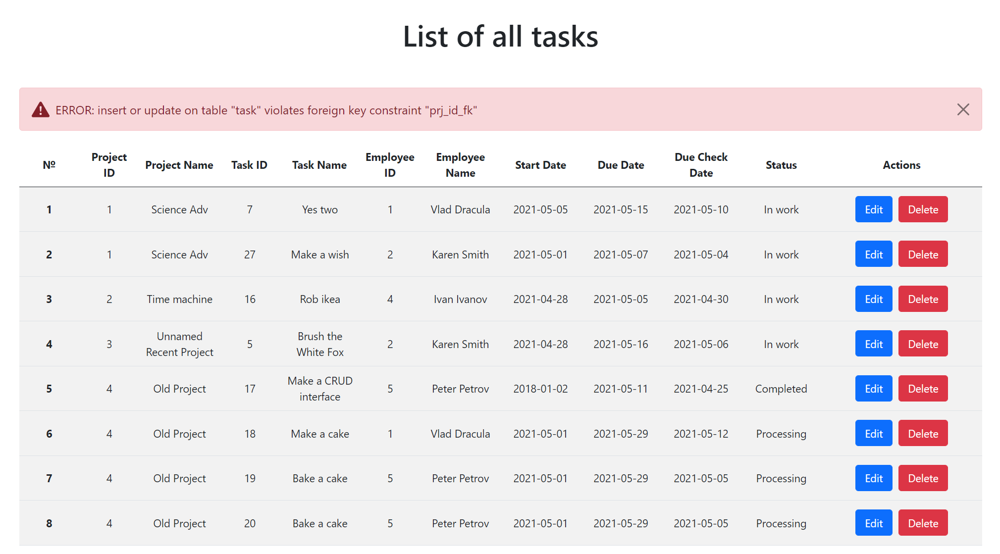 List of all tasks
ERROR: insert or update on table "task" violates foreign key constraint "prj_id_fk"
Nº Project ID Project Name Task ID Task Name Employee ID Employee Name Start Date Due Date Due Check Date Status Actions
1 1 Science Adv 7 Yes two 1 Vlad Dracula 2021-05-05 2021-05-15 2021-05-10 In work Edit Delete
2 1 Science Adv 27 Make a wish 2 Karen Smith 2021-05-01 2021-05-07 2021-05-04 In work Edit Delete
3 2 Time machine 16 Rob ikea 4 Ivan Ivanov 2021-04-28 2021-05-05 2021-04-30 In work Edit Delete
4 3 Unnamed Recent Project 5 Brush the White Fox 2 Karen Smith 2021-04-28 2021-05-16 2021-05-06 In work Edit Delete
5 4 Old Project 17 Make a CRUD interface 5 Peter Petrov 2018-01-02 2021-05-11 2021-04-25 Completed Edit Delete
6 4 Old Project 18 Make a cake 1 Vlad Dracula 2021-05-01 2021-05-29 2021-05-12 Processing Edit Delete
7 4 Old Project 19 Bake a cake 5 Peter Petrov 2021-05-01 2021-05-29 2021-05-05 Processing Edit Delete
8 4 Old Project 20 Bake a cake 5 Peter Petrov 2021-05-01 2021-05-29 2021-05-05 Processing Edit Delete